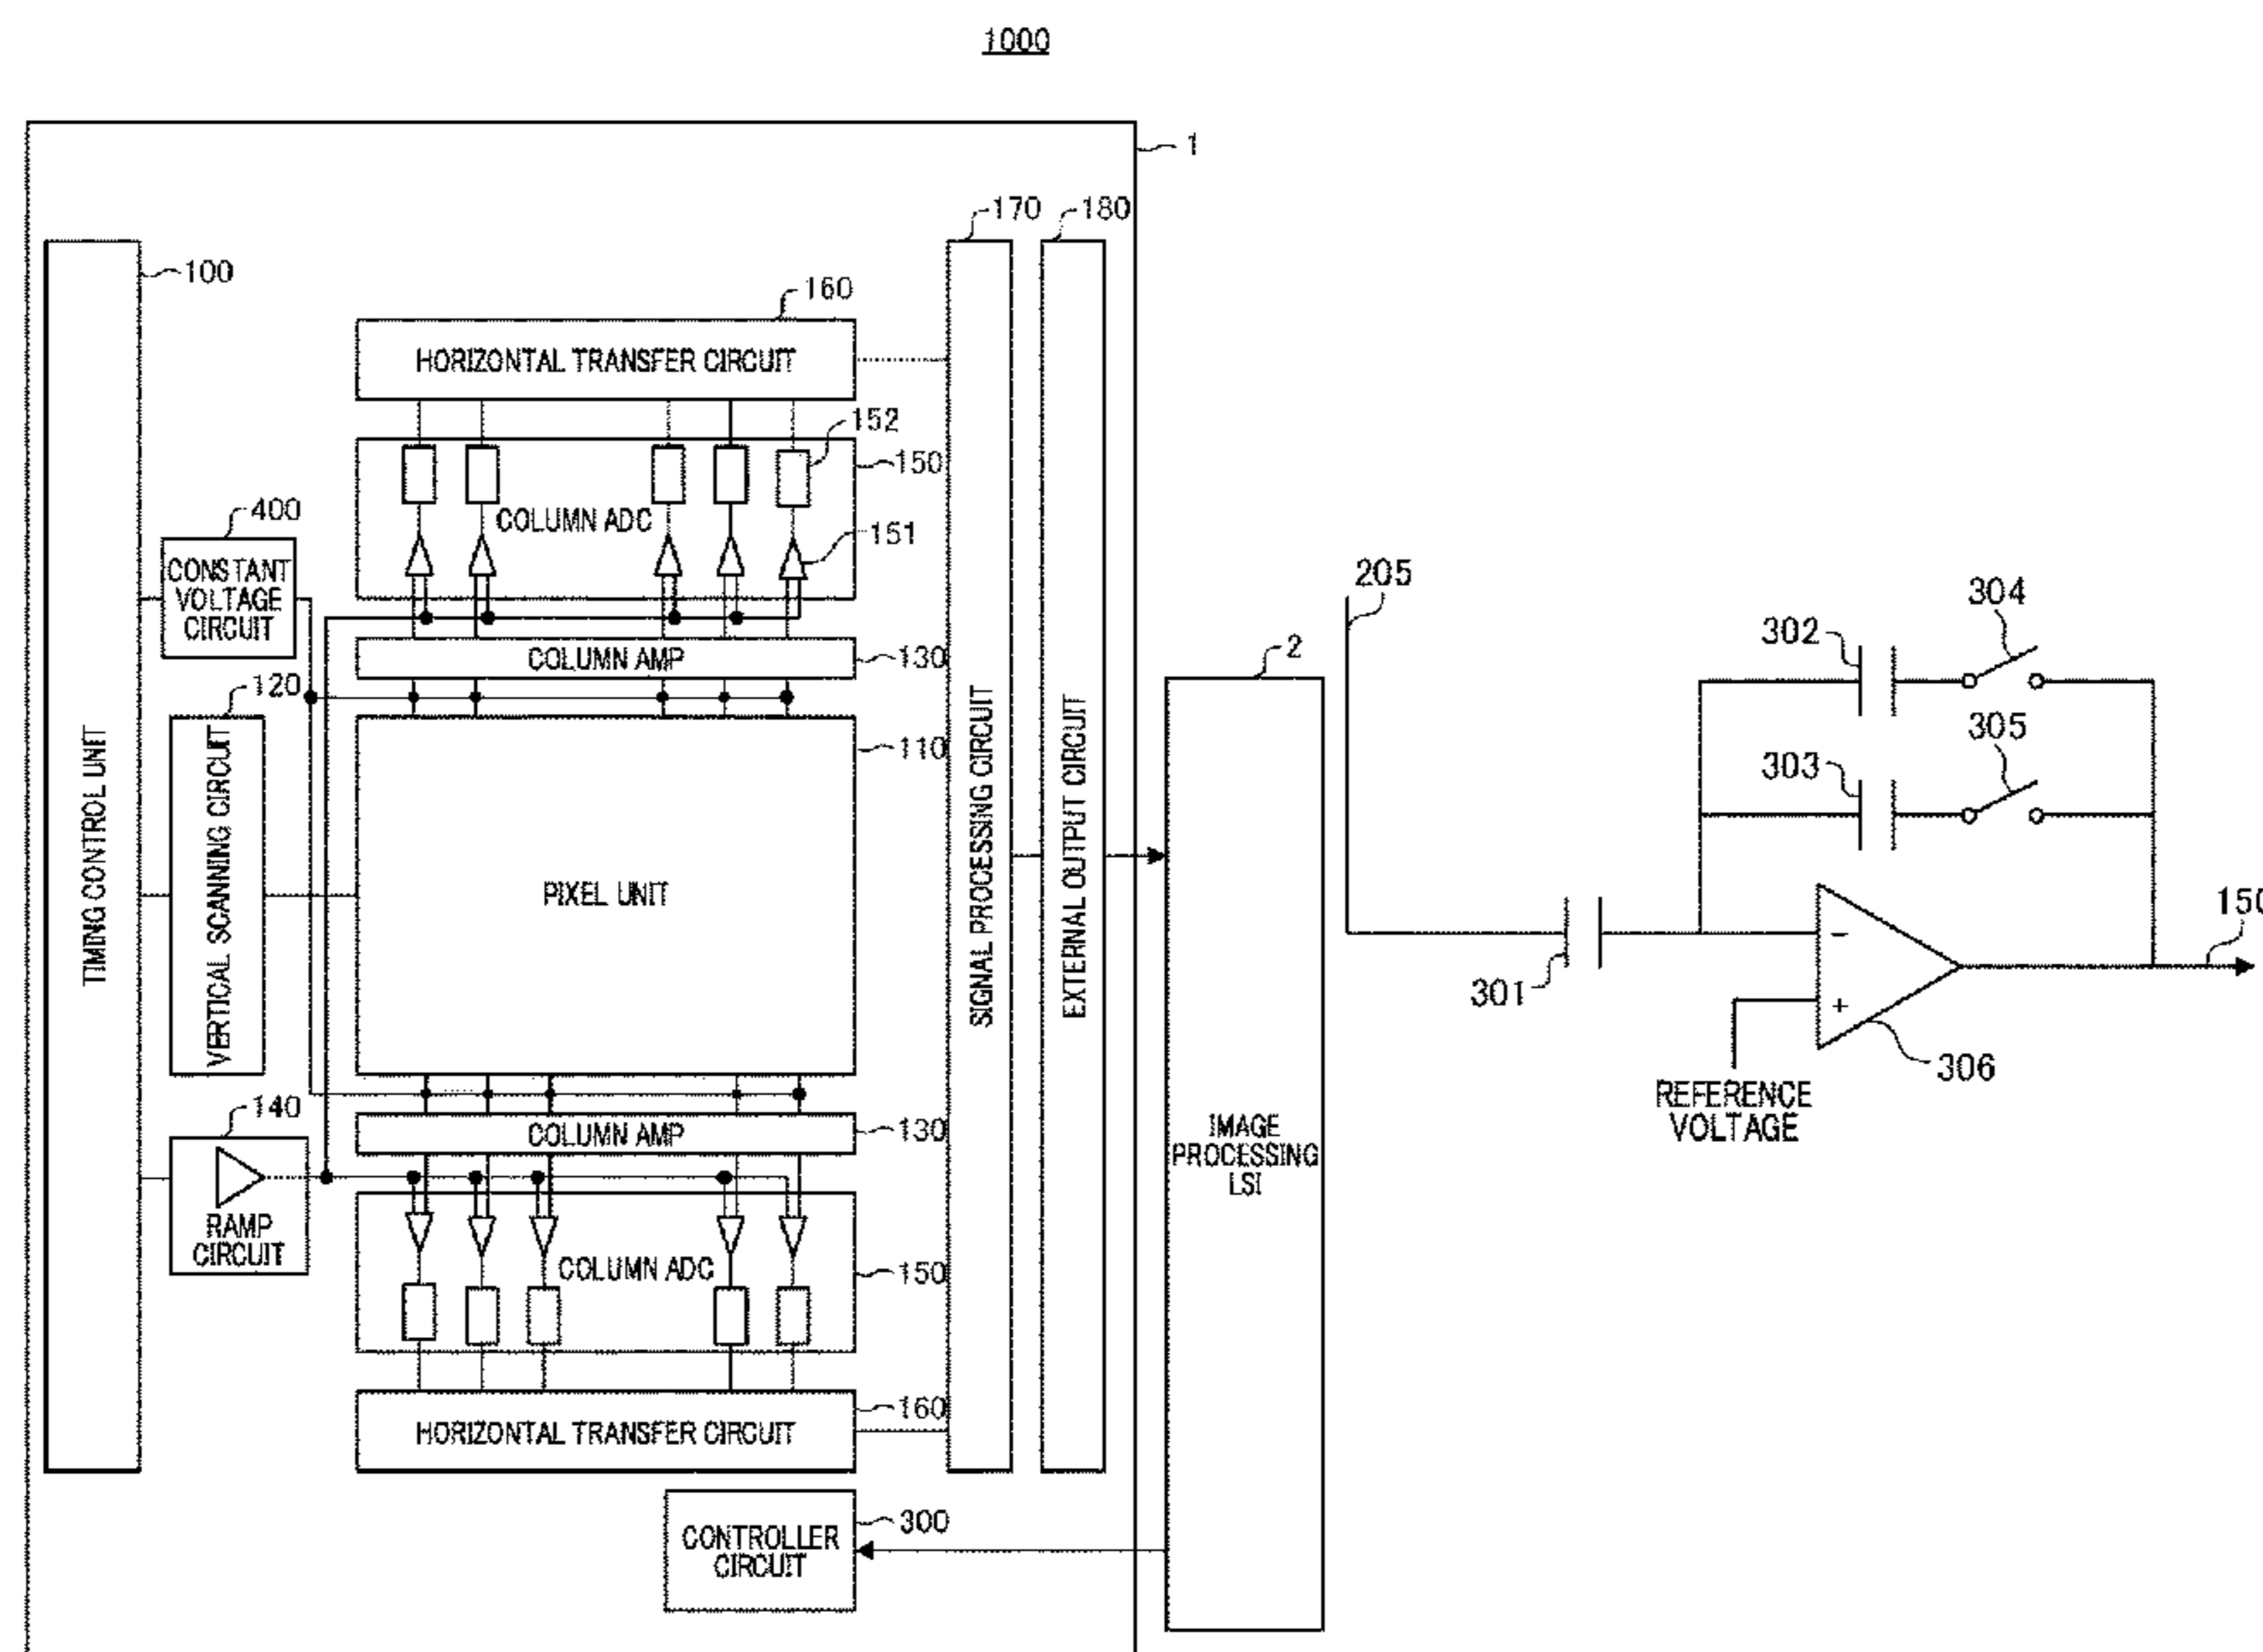 1000
1
170
180
100
160
HORIZONTAL TRANSFER CIRCUIT
152
150
400
COLUMN ADC
151
CONSTANT
VOLTAGE
CIRCUIT
COLUMN AMP
130
120
TIMING CONTROL UNIT
VERTICAL SCANNING CIRCUIT
110
PIXEL UNIT
SIGNAL PROCESSING CIRCUIT
EXTERNAL OUTPUT CIRCUIT
140
COLUMN AMP
130
RAMP
CIRCUIT
COLUMN ADC
150
160
HORIZONTAL TRANSFER CIRCUIT
300
CONTROLLER
CIRCUIT
2
IMAGE
PROCESSING
LSI
205
304
302
305
303
150
301
-
+
306
REFERENCE
VOLTAGE